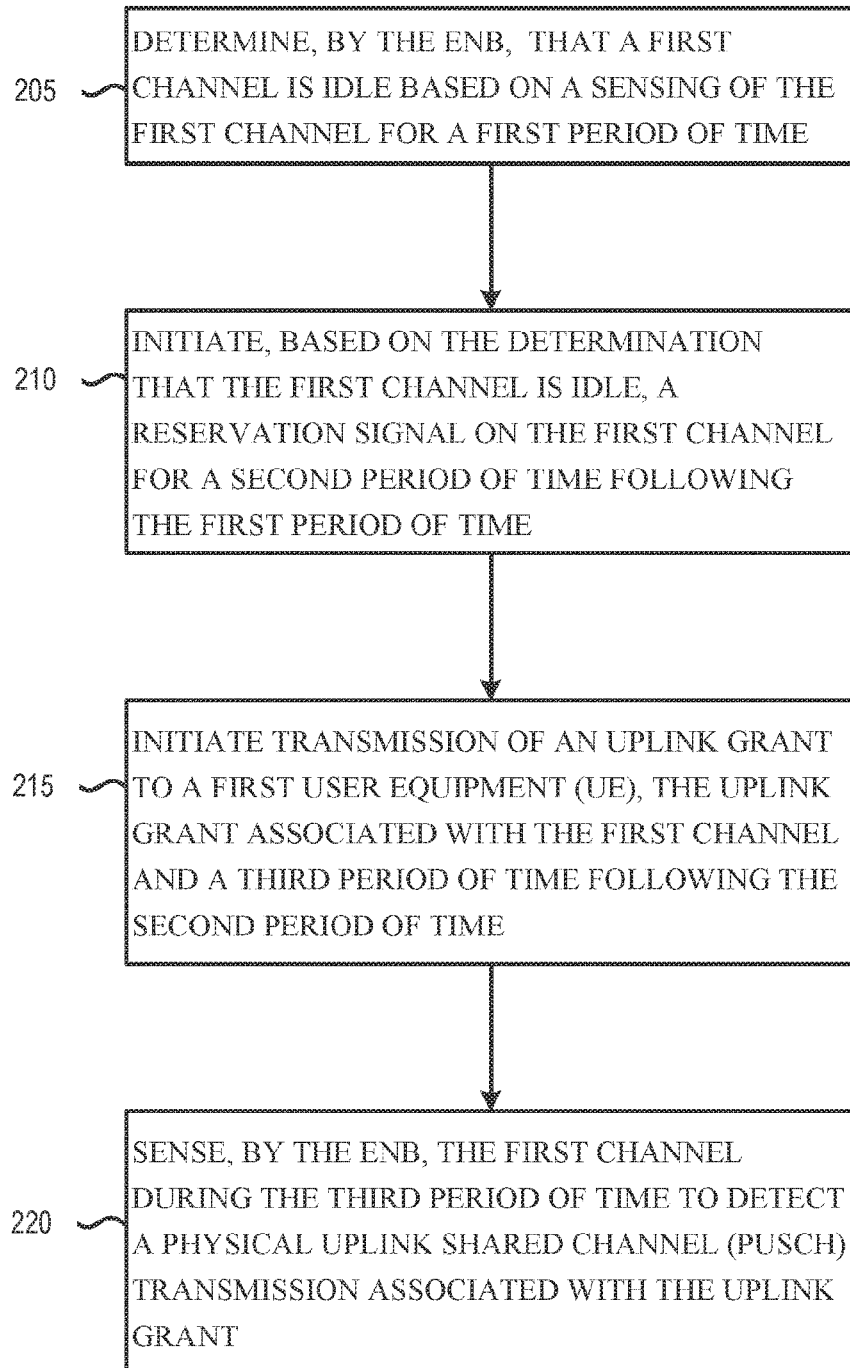 DETERMINE, BY THE ENB, THAT A FIRST
205
CHANNEL IS IDLE BASED ON A SENSING OF THE
FIRST CHANNEL FOR A FIRST PERIOD OF TIME
INITIATE, BASED ON THE DETERMINATION
210
THAT THE FIRST CHANNEL IS IDLE, A
RESERVATION SIGNAL ON THE FIRST CHANNEL
FOR A SECOND PERIOD OF TIME FOLLOWING
THE FIRST PERIOD OF TIME
INITIATE TRANSMISSION OF AN UPLINK GRANT
215
TO A FIRST USER EQUIPMENT (UE), THE UPLINK
GRANT ASSOCIATED WITH THE FIRST CHANNEL
AND A THIRD PERIOD OF TIME FOLLOWING THE
SECOND PERIOD OF TIME
SENSE, BY THE ENB, THE FIRST CHANNEL
DURING THE THIRD PERIOD OF TIME TO DETECT
220
A PHYSICAL UPLINK SHARED CHANNEL (PUSCH)
TRANSMISSION ASSOCIATED WITH THE UPLINK
GRANT